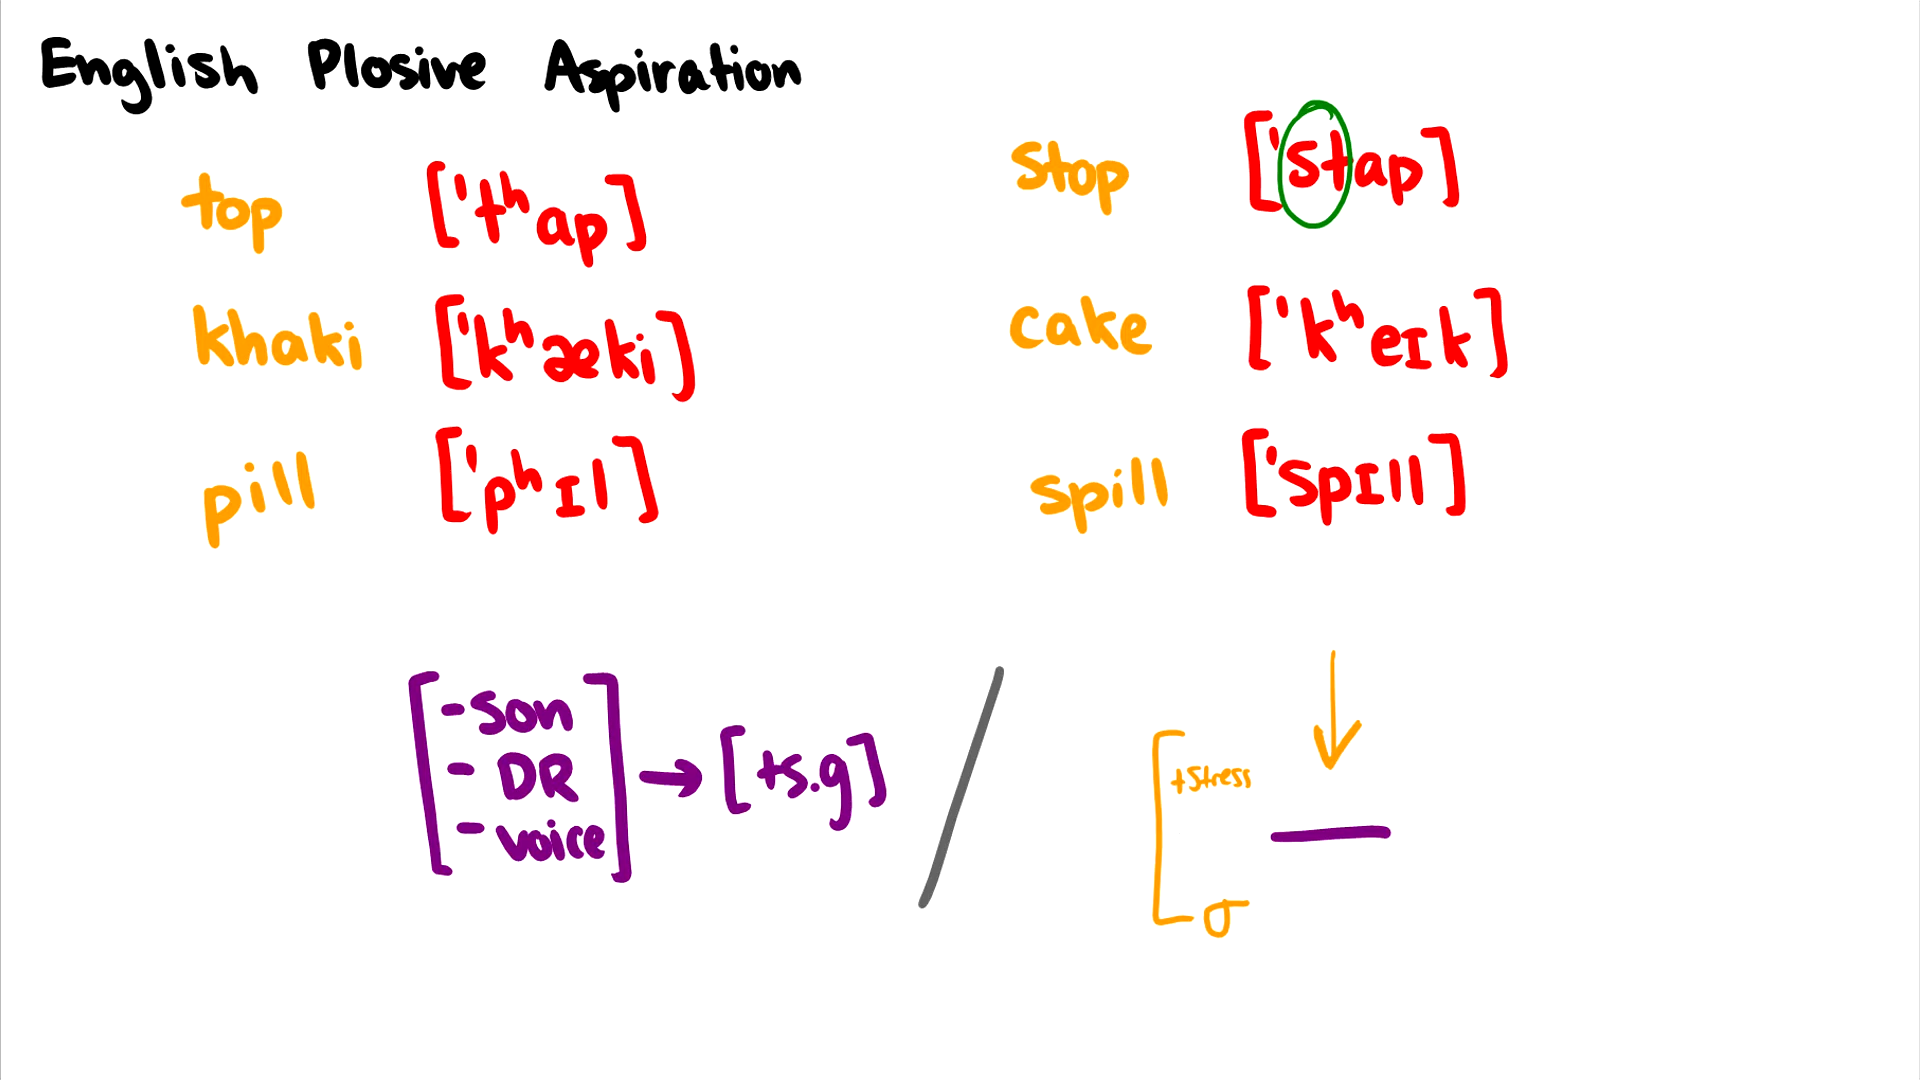 English Plosive Aspiration
top ['tʰap]
khaki ['kʰæki]
pill ['pʰɪl]
stop ['stap]
cake ['kʰeɪk]
spill ['spɪll]
[-son
- DR
- voice] → [+s.g] / [+stress
σ __